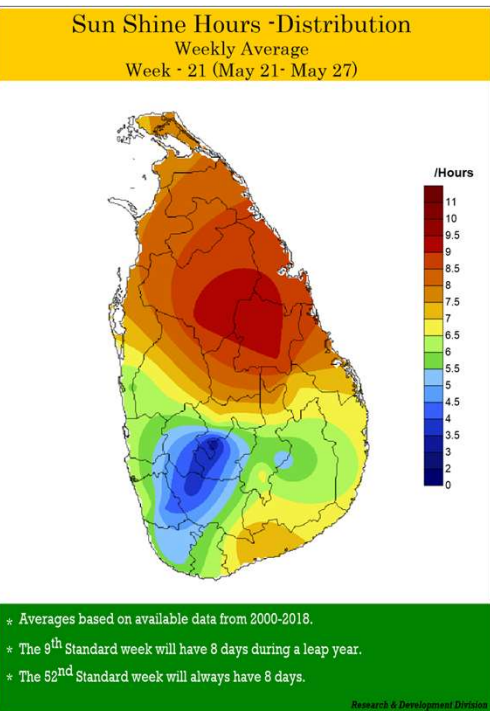 Sun Shine Hours -Distribution
Weekly Average
Week - 21 (May 21- May 27)
/Hours
11
10
9.5
9
8.5
8
7.5
7
6.5
6
5.5
5
4.5
4
3.5
3
2
0
* Averages based on available data from 2000-2018.
* The 9th Standard week will have 8 days during a leap year.
* The 52nd Standard week will always have 8 days.
Research & Development Division